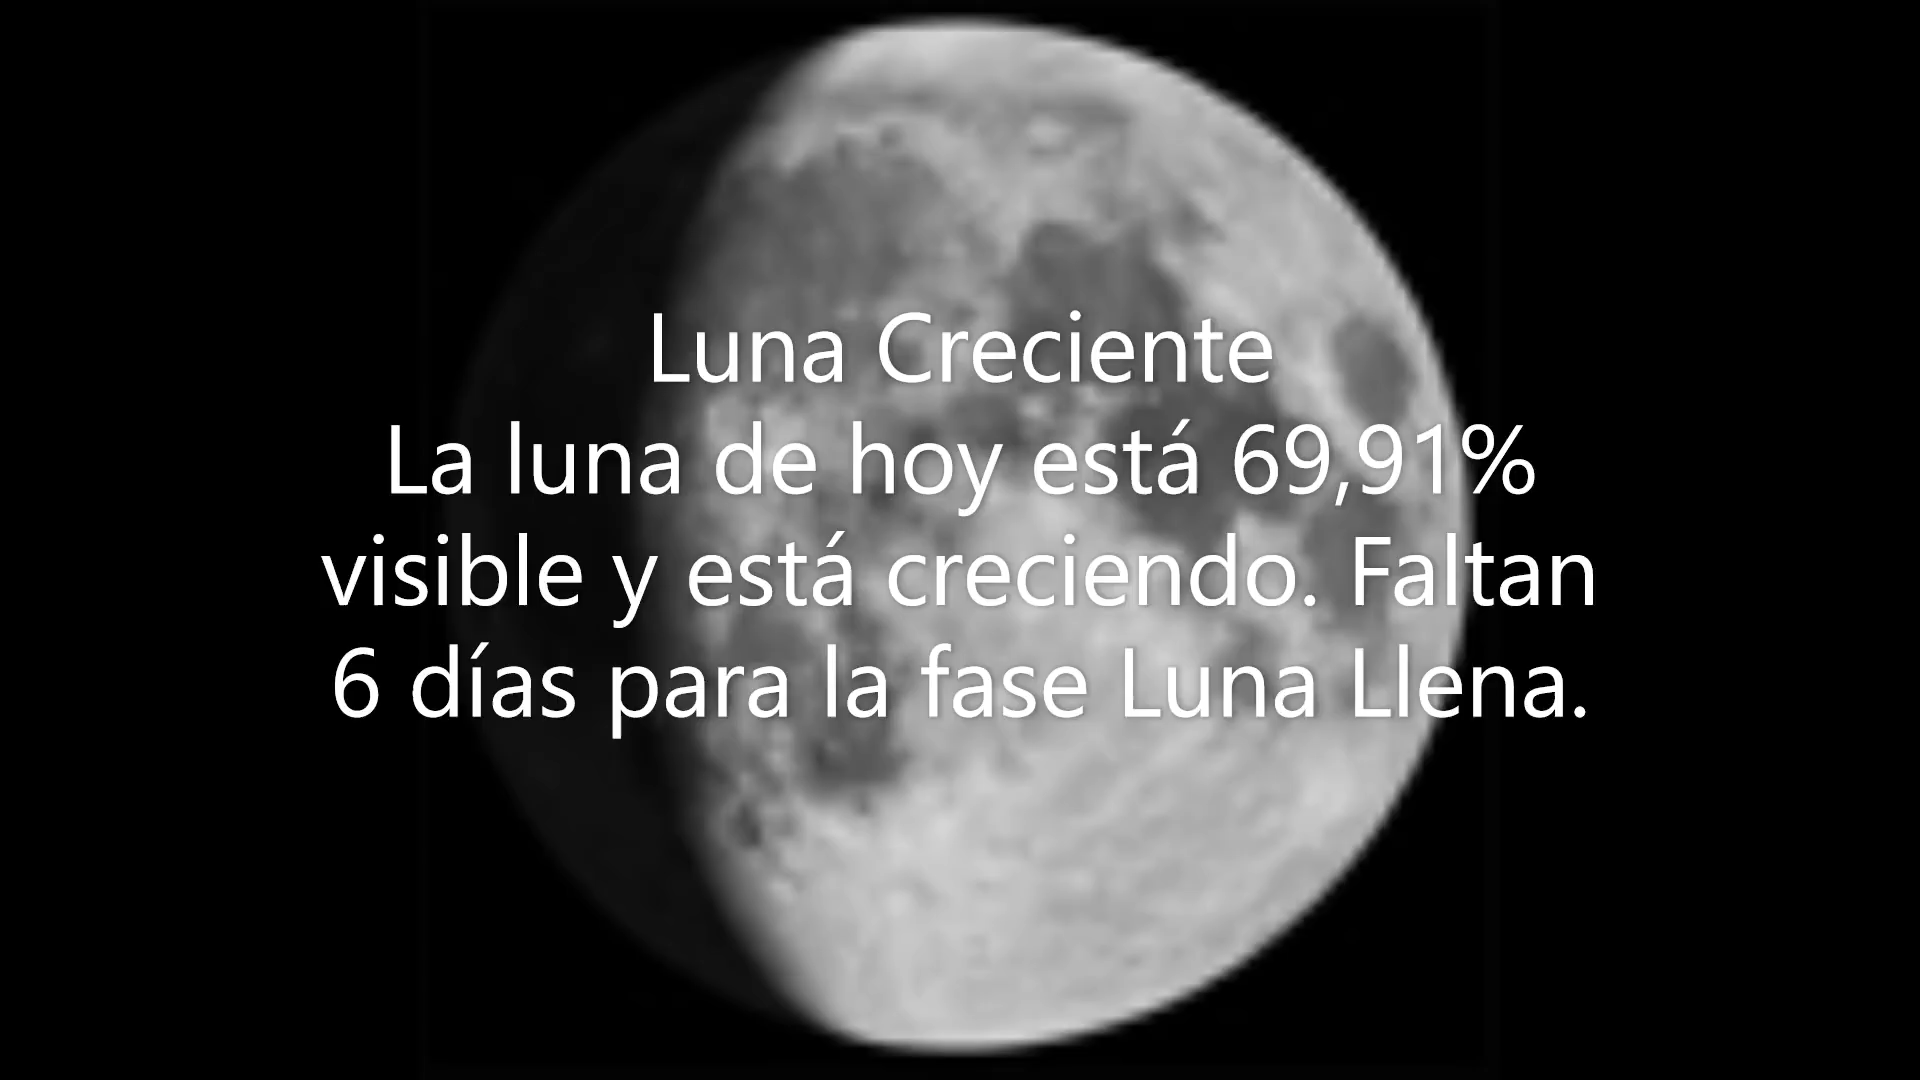 Luna Creciente
La luna de hoy está 69,91%
visible y está creciendo. Faltan
6 días para la fase Luna Llena.